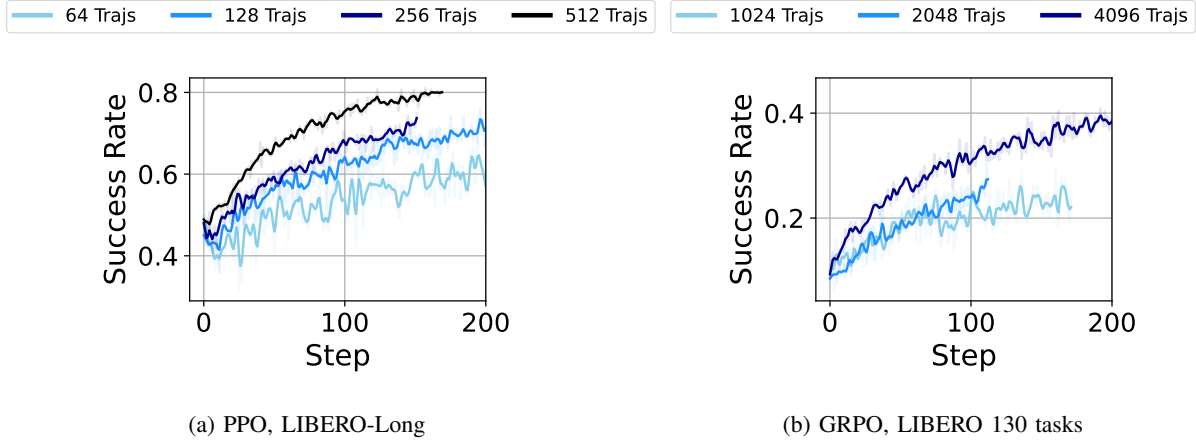 64 Trajs 128 Trajs 256 Trajs 512 Trajs
1024 Trajs 2048 Trajs 4096 Trajs
Success Rate
0.8
0.6
0.4
0 100 200
Step
Success Rate
0.4
0.2
0 100 200
Step
(a) PPO, LIBERO-Long
(b) GRPO, LIBERO 130 tasks